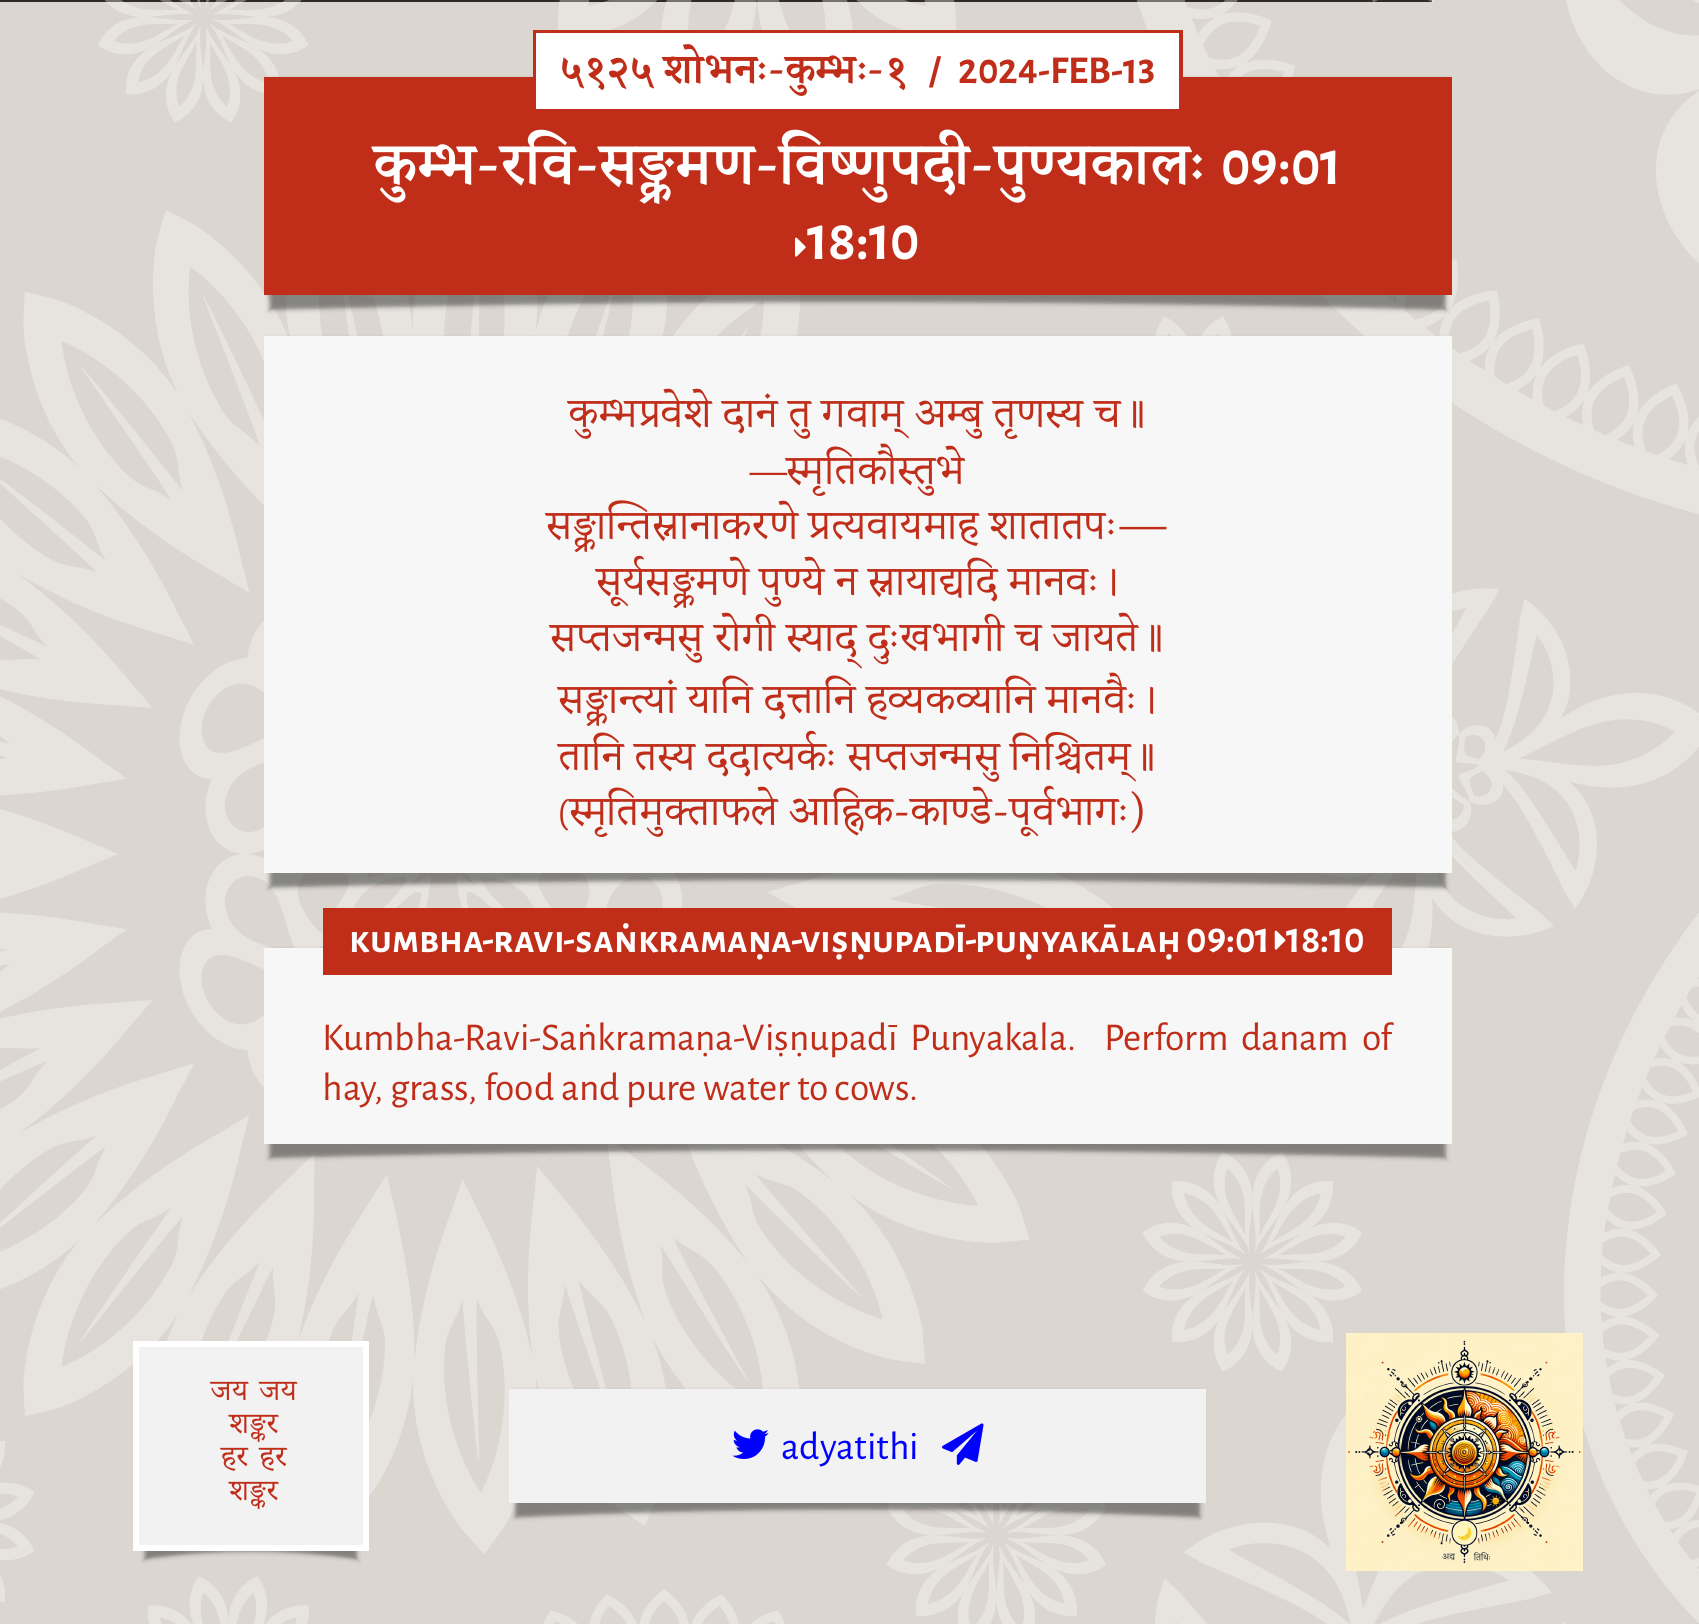 ५१२५ शोभनः-कुम्भः-१ / 2024-FEB-13
कुम्भ-रवि-सङ्क्रमण-विष्णुपदी-पुण्यकालः 09:01
▸18:10
कुम्भप्रवेशे दानं तु गवाम् अम्बु तृणस्य च॥
—स्मृतिकौस्तुभे
सङ्क्रान्तिस्नानाकरणे प्रत्यवायमाह शातातपः—
सूर्यसङ्क्रमणे पुण्ये न स्नायाद्यदि मानवः।
सप्तजन्मसु रोगी स्याद् दुःखभागी च जायते॥
सङ्क्रान्त्यां यानि दत्तानि हव्यकव्यानि मानवैः।
तानि तस्य ददात्यर्कः सप्तजन्मसु निश्चितम्॥
(स्मृतिमुक्ताफले आह्निक-काण्डे-पूर्वभागः)
KUMBHA-RAVI-SAṄKRAMAṆA-VIṢṆUPADĪ-PUṆYAKĀLAḤ 09:01▸18:10
Kumbha-Ravi-Saṅkramaṇa-Viṣṇupadī Punyakala. Perform danam of
hay, grass, food and pure water to cows.
जय जय
शङ्कर
हर हर
शङ्कर
adyatithi
अद्य तिथिः